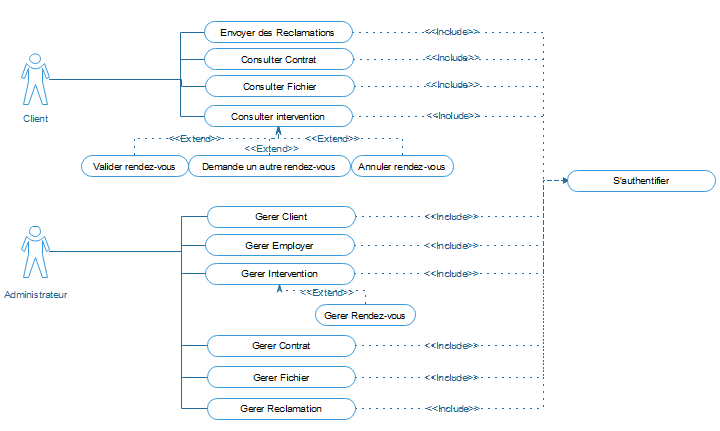 Envoyer des Reclamations
<<Include>>
Consulter Contrat
<<Include>>
Consulter Fichier
<<Include>>
Client
Consulter intervention
<<Include>>
<<Extend>>
<<Extend>>
<<Extend>>
Valider rendez-vous
Demande un autre rendez-vous
Annuler rendez-vous
S'authentifier
Gerer Client
<<Include>>
Gerer Employer
<<Include>>
Gerer Intervention
<<Include>>
Administrateur
<<Extend>>
Gerer Rendez-vous
Gerer Contrat
<<Include>>
Gerer Fichier
<<Include>>
Gerer Reclamation
<<Include>>